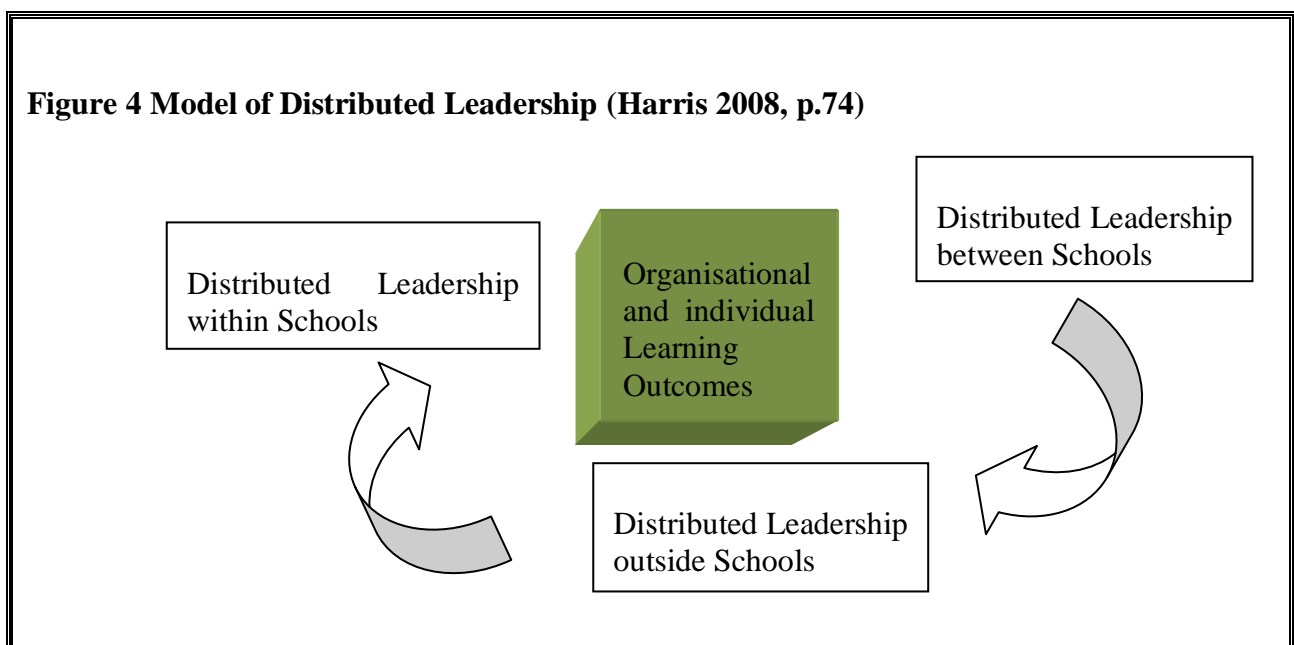 Figure 4 Model of Distributed Leadership (Harris 2008, p.74)
Distributed Leadership
within Schools
Organisational
and individual
Learning
Outcomes
Distributed Leadership
between Schools
Distributed Leadership
outside Schools